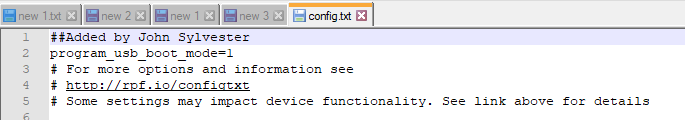 new 1.txt new 2 new 1 new 3 config.txt
1 ##Added by John Sylvester
2 program_usb_boot_mode=1
3 # For more options and information see
4 # http://rpf.io/configtxt
5 # Some settings may impact device functionality. See link above for details
6